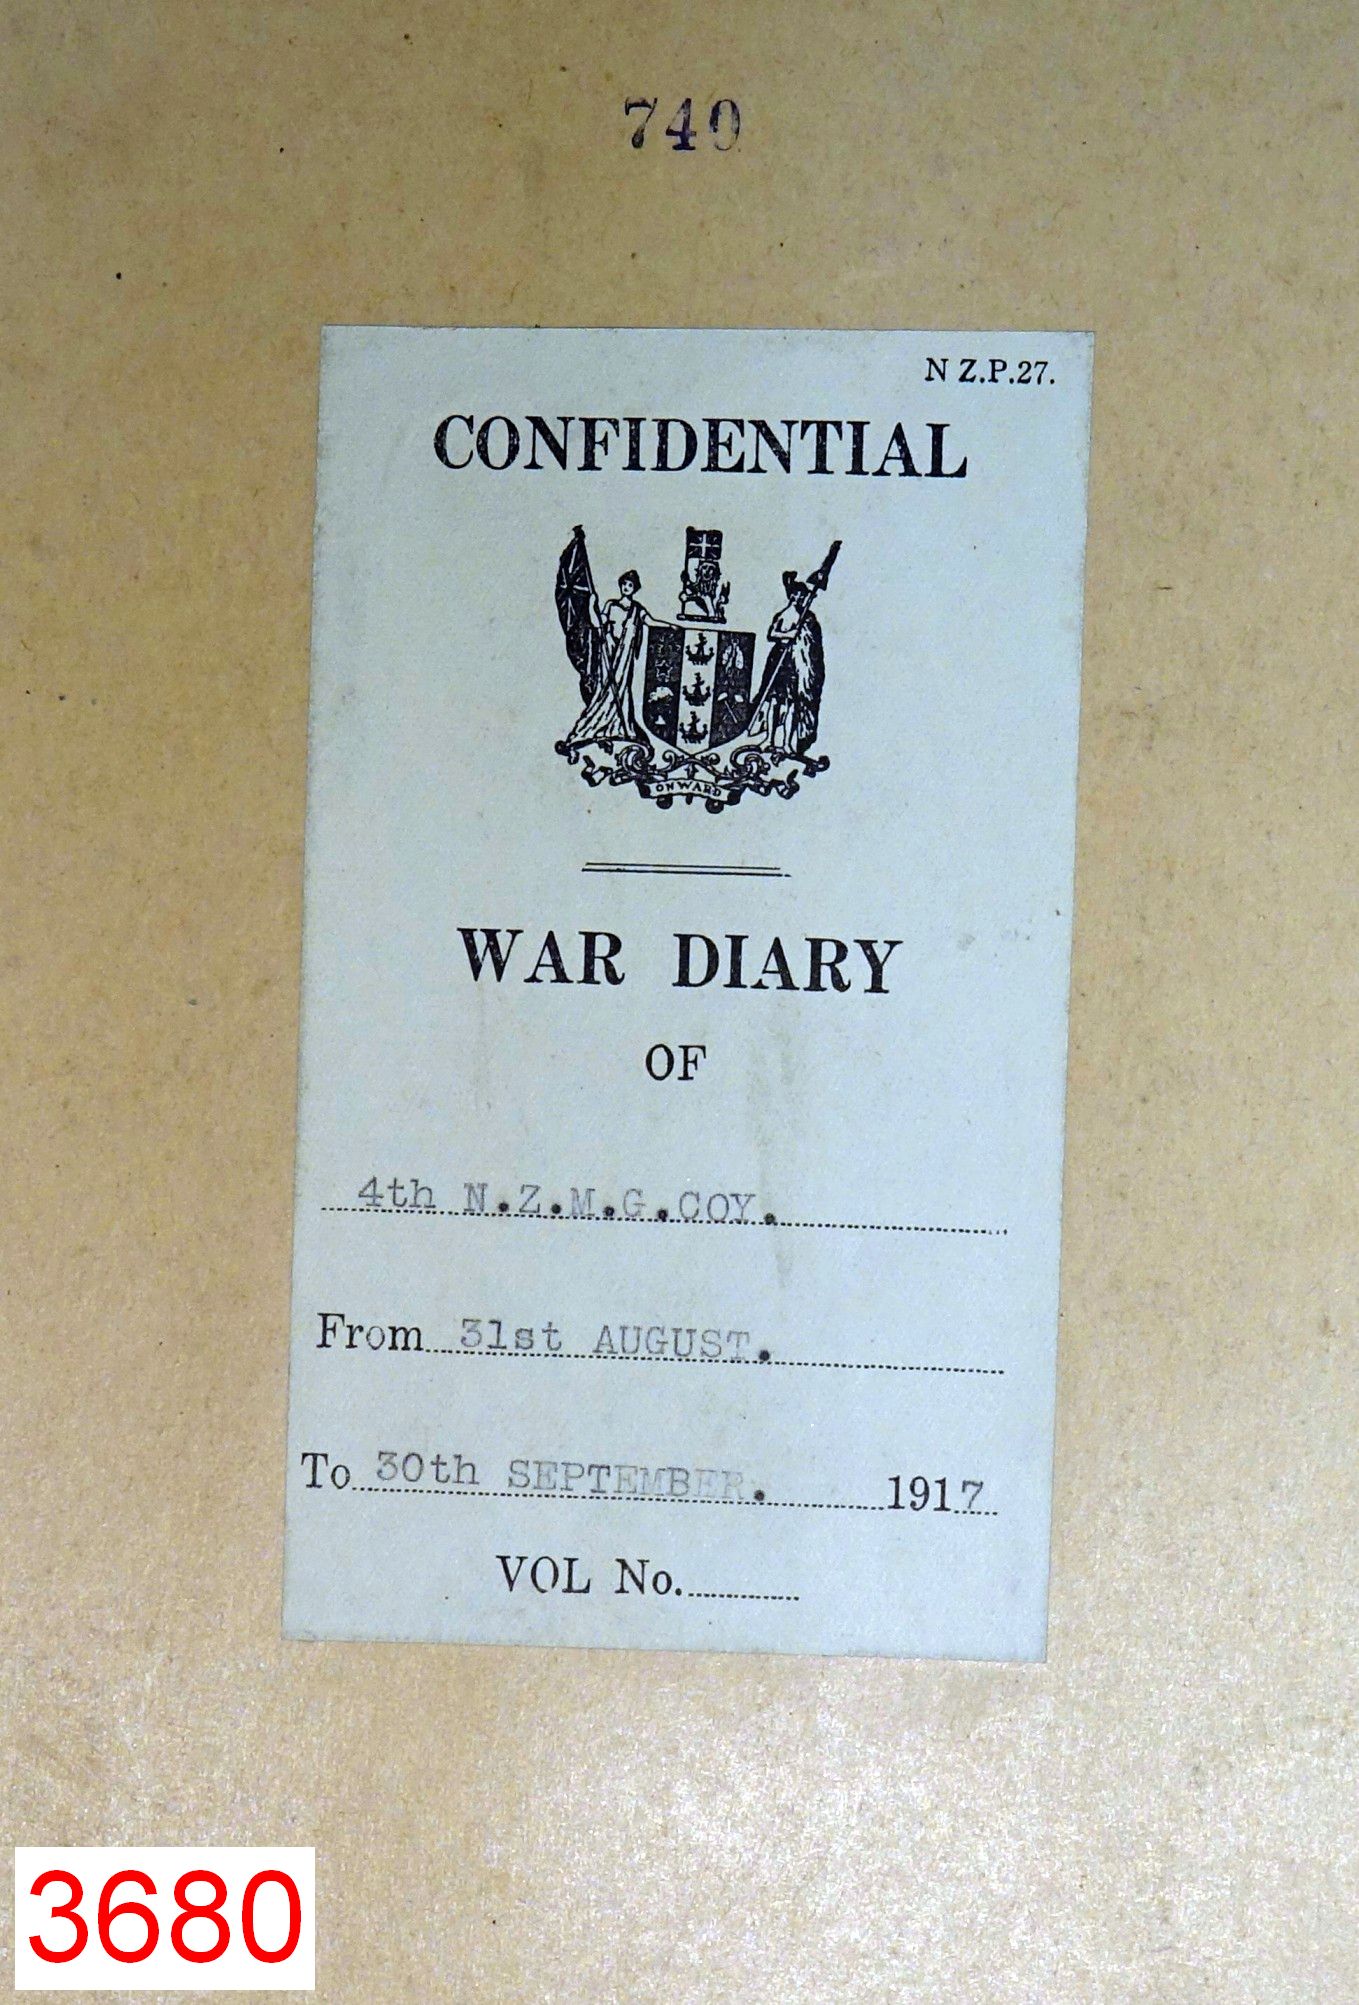 740
N Z.P.27.
CONFIDENTIAL
ONWARD
WAR DIARY
OF
4th N.Z.M.G.COY.
From 31st AUGUST.
To 30th SEPTEMBER. 1917
VOL No.
3680